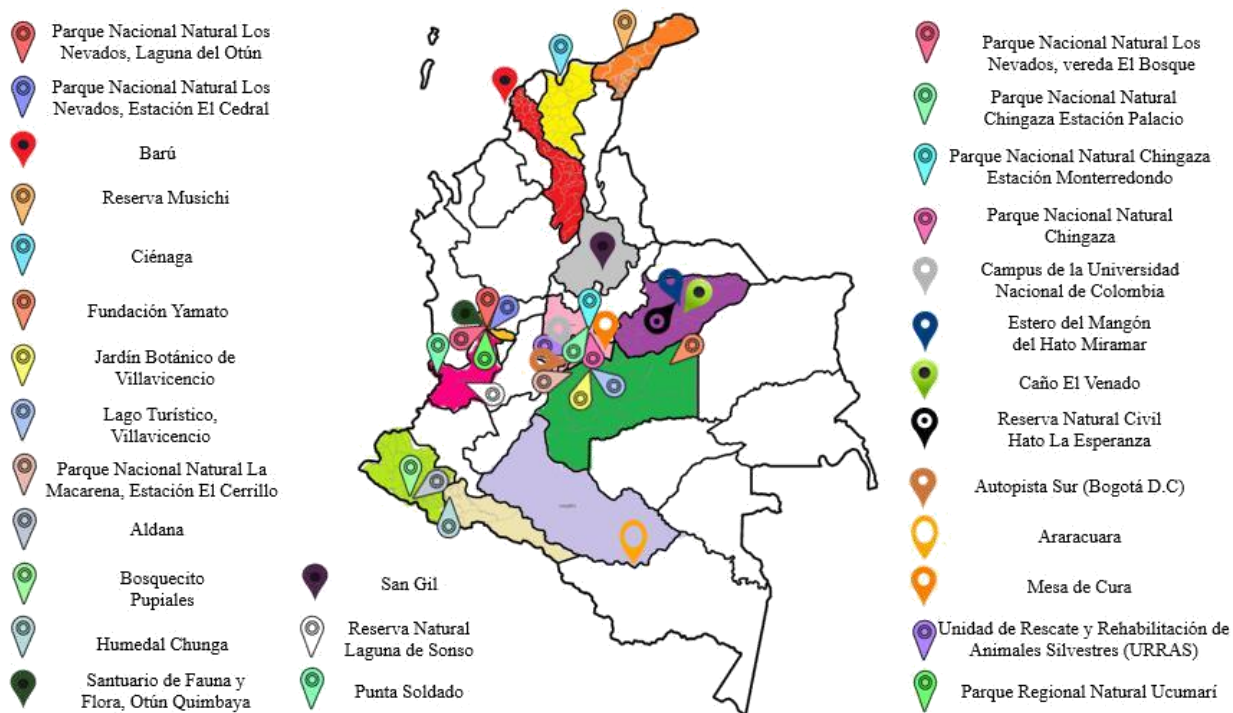 Parque Nacional Natural Los
Nevados, Laguna del Otún
Parque Nacional Natural Los
Nevados, Estación El Cedral
Barú
Reserva Musichi
Ciénaga
Fundación Yamato
Jardín Botánico de
Villavicencio
Lago Turístico,
Villavicencio
Parque Nacional Natural La
Macarena, Estación El Cerrillo
Aldana
Bosquecito
Pupiales
Humedal Chunga
Santuario de Fauna y
Flora, Otún Quimbaya
San Gil
Reserva Natural
Laguna de Sonso
Punta Soldado
Parque Nacional Natural Los
Nevados, vereda El Bosque
Parque Nacional Natural
Chingaza Estación Palacio
Parque Nacional Natural Chingaza
Estación Monterredondo
Parque Nacional Natural
Chingaza
Campus de la Universidad
Nacional de Colombia
Estero del Mangón
del Hato Miramar
Caño El Venado
Reserva Natural Civil
Hato La Esperanza
Autopista Sur (Bogotá D.C)
Araracuara
Mesa de Cura
Unidad de Rescate y Rehabilitación de
Animales Silvestres (URRAS)
Parque Regional Natural Ucumarí